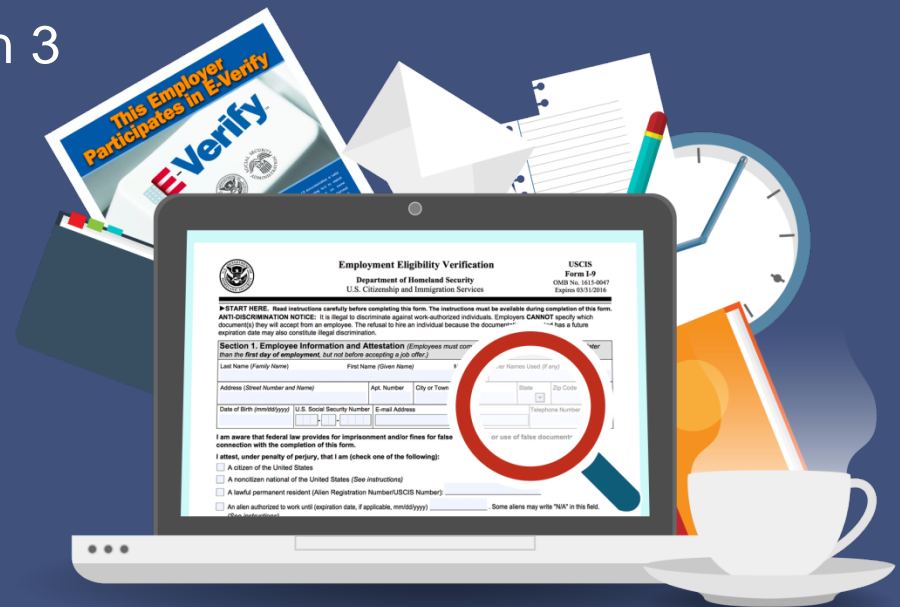 n 3
This Employer
Participates in E-Verify
E-Verify
Employment Eligibility Verification
Department of Homeland Security
U.S. Citizenship and Immigration Services
USCIS
Form I-9
OMB No. 1615-0047
Expires 03/31/2016
►START HERE. Read instructions carefully before completing this form. The instructions must be available during completion of this form.
ANTI-DISCRIMINATION NOTICE: It is illegal to discriminate against work-authorized individuals. Employers CANNOT specify which
document(s) they will accept from an employee. The refusal to hire an individual because the documentat has a future
expiration date may also constitute illegal discrimination.
Section 1. Employee Information and Attestation (Employees must com
than the first day of employment, but not before accepting a job offer.)
Last Name (Family Name) First Name (Given Name) er Names Used (if any)
Address (Street Number and Name) Apt. Number City or Town State Zip Code
Date of Birth (mm/dd/yyyy) U.S. Social Security Number E-mail Address Telephone Number
I am aware that federal law provides for imprisonment and/or fines for false or use of false document
connection with the completion of this form.
I attest, under penalty of perjury, that I am (check one of the following):
A citizen of the United States
A noncitizen national of the United States (See instructions)
A lawful permanent resident (Alien Registration Number/USCIS Number):
An alien authorized to work until (expiration date, if applicable, mm/dd/yyyy) . Some aliens may write "N/A" in this field.
(See instructions)